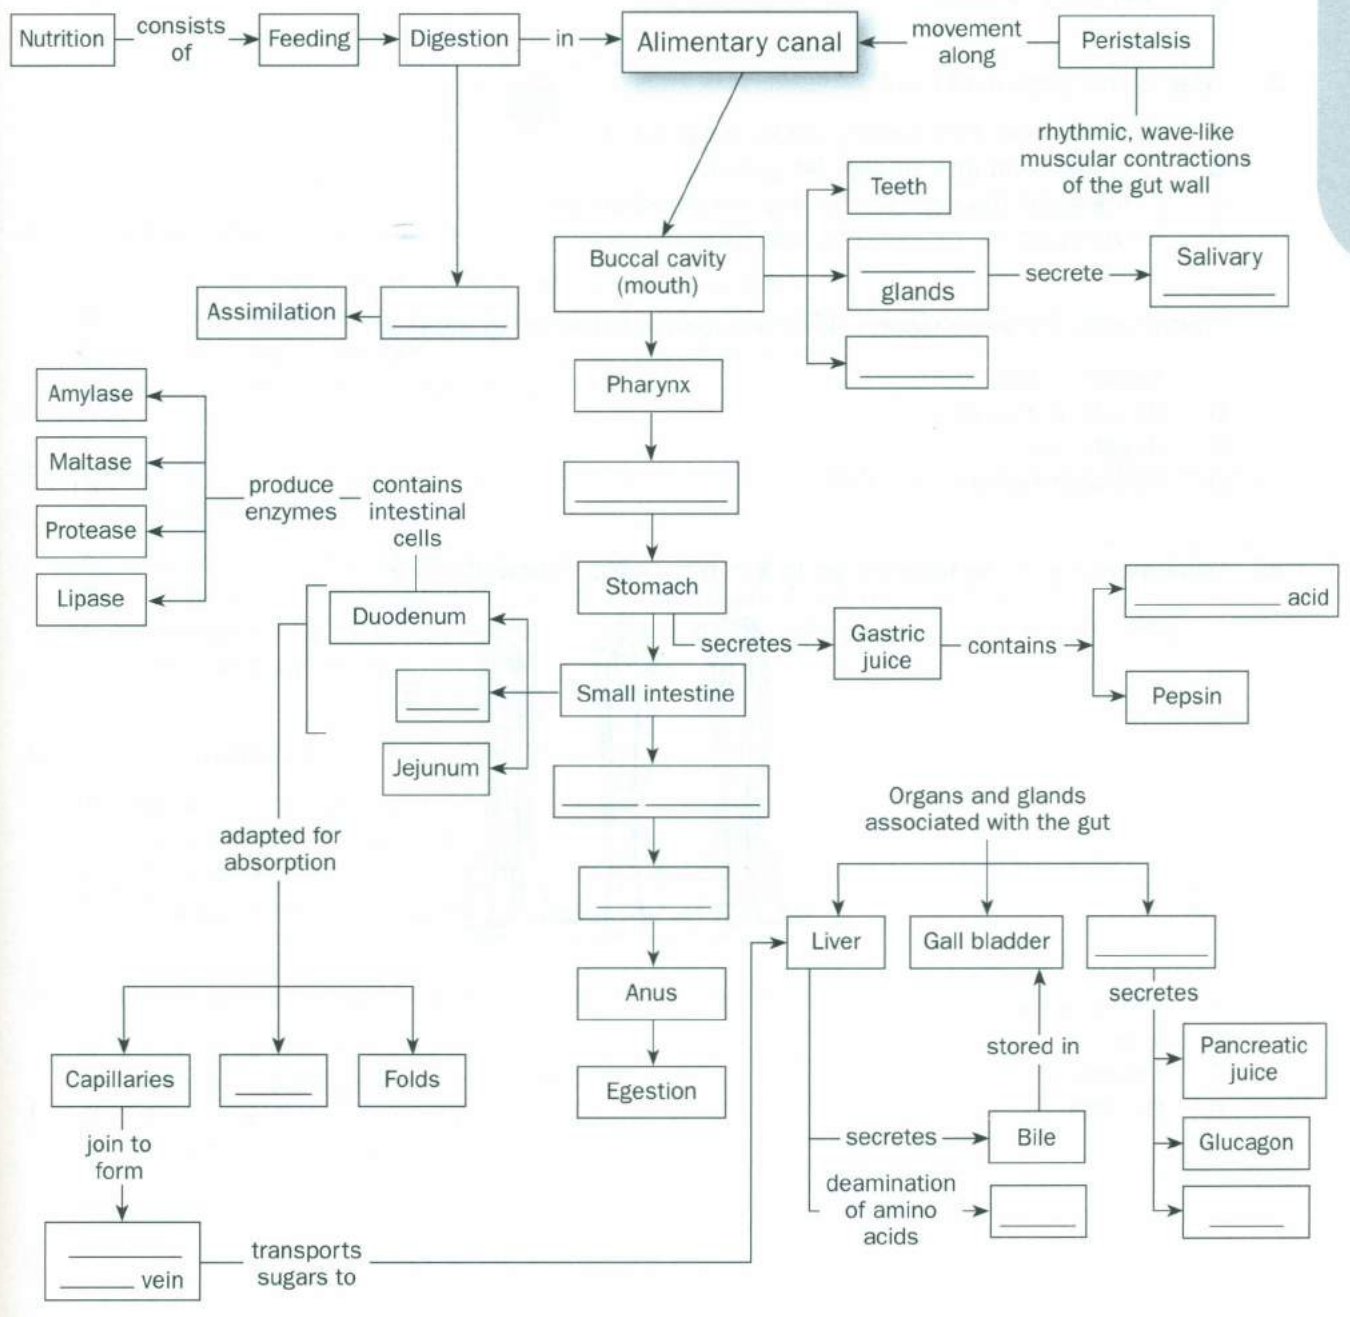 Nutrition
consists
of
Feeding
Digestion
in
Alimentary canal
movement
along
Peristalsis
rhythmic, wave-like
muscular contractions
of the gut wall
Teeth
Buccal cavity
(mouth)
glands
secrete
Salivary
Assimilation
Pharynx
Amylase
Maltase
Protease
Lipase
produce
enzymes
contains
intestinal
cells
Stomach
secretes
Gastric
juice
contains
acid
Pepsin
Duodenum
Small intestine
Jejunum
adapted for
absorption
Organs and glands
associated with the gut
Liver
Gall bladder
secretes
Anus
Egestion
Capillaries
Folds
stored in
Pancreatic
juice
Glucagon
secretes
Bile
deamination
of amino
acids
join to
form
vein
transports
sugars to